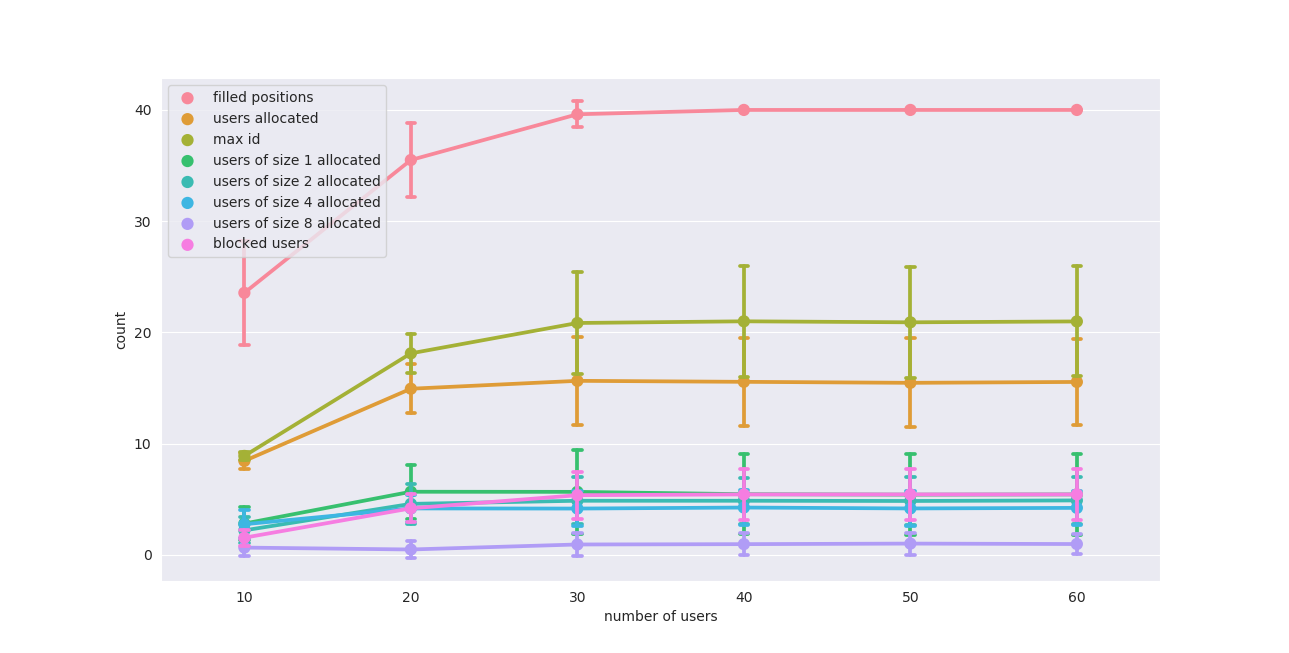 filled positions
users allocated
max id
users of size 1 allocated
users of size 2 allocated
users of size 4 allocated
users of size 8 allocated
blocked users
40
30
20
10
0
count
10 20 30 40 50 60
number of users